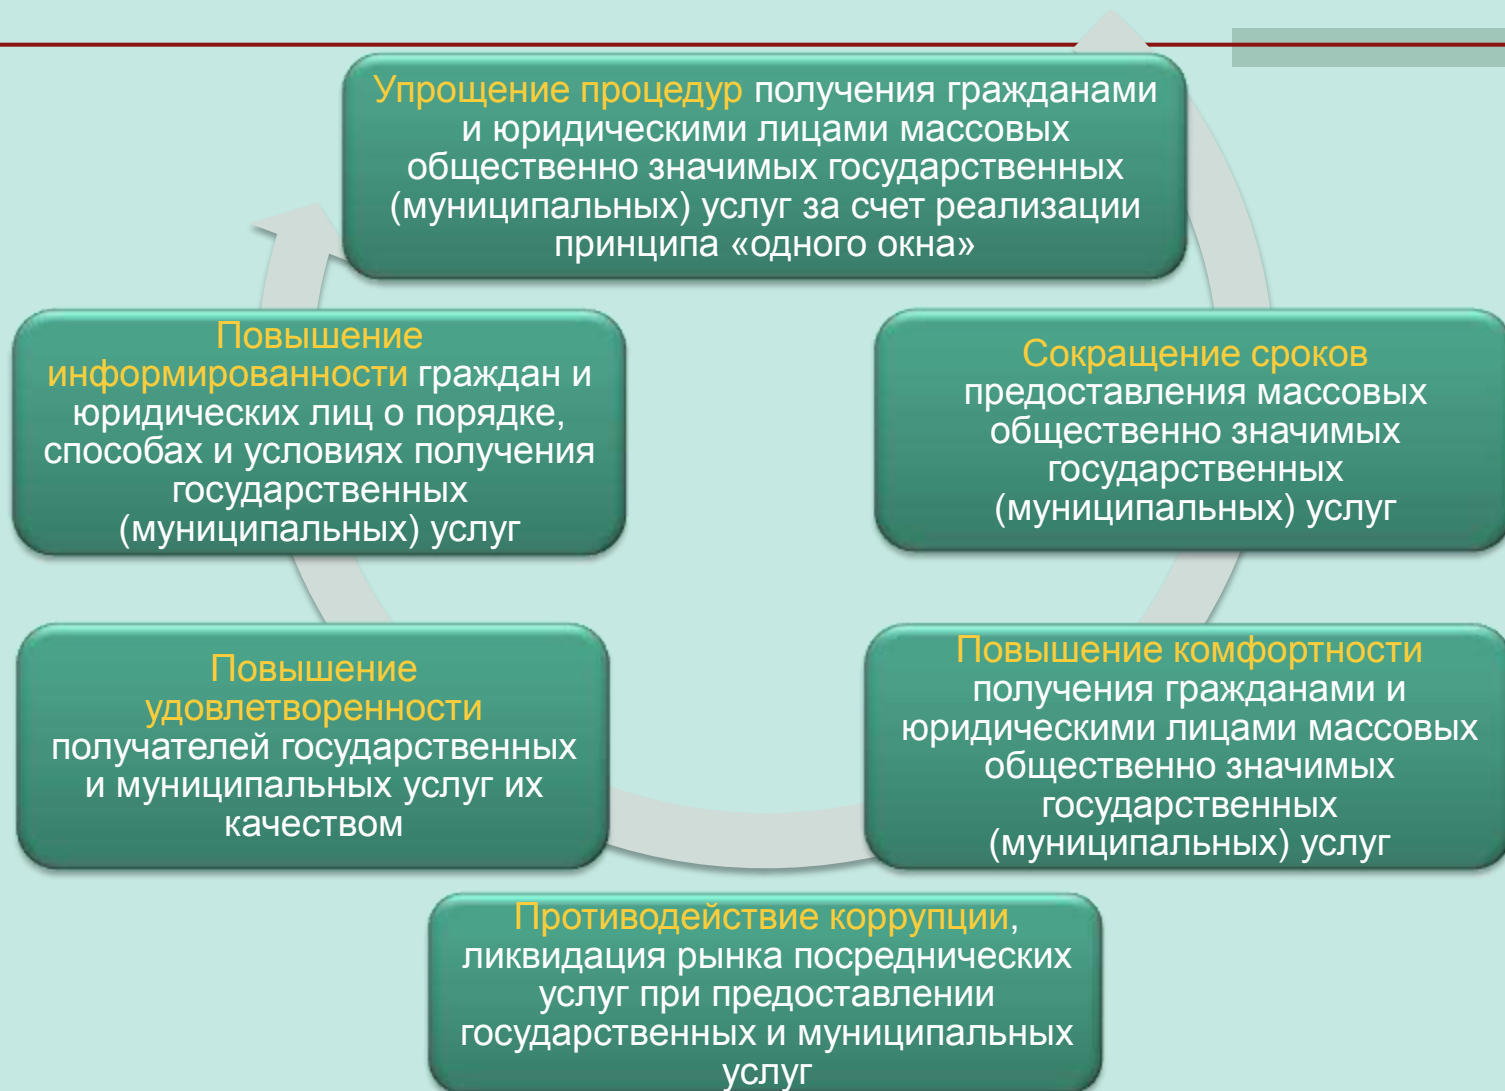 Упрощение процедур получения гражданами
и юридическими лицами массовых
общественно значимых государственных
(муниципальных) услуг за счет реализации
принципа «одного окна»
Повышение
информированности граждан и
юридических лиц о порядке,
способах и условиях получения
государственных
(муниципальных) услуг
Сокращение сроков
предоставления массовых
общественно значимых
государственных
(муниципальных) услуг
Повышение
удовлетворенности
получателей государственных
и муниципальных услуг их
качеством
Повышение комфортности
получения гражданами и
юридическими лицами массовых
общественно значимых
государственных
(муниципальных) услуг
Противодействие коррупции,
ликвидация рынка посреднических
услуг при предоставлении
государственных и муниципальных
услуг